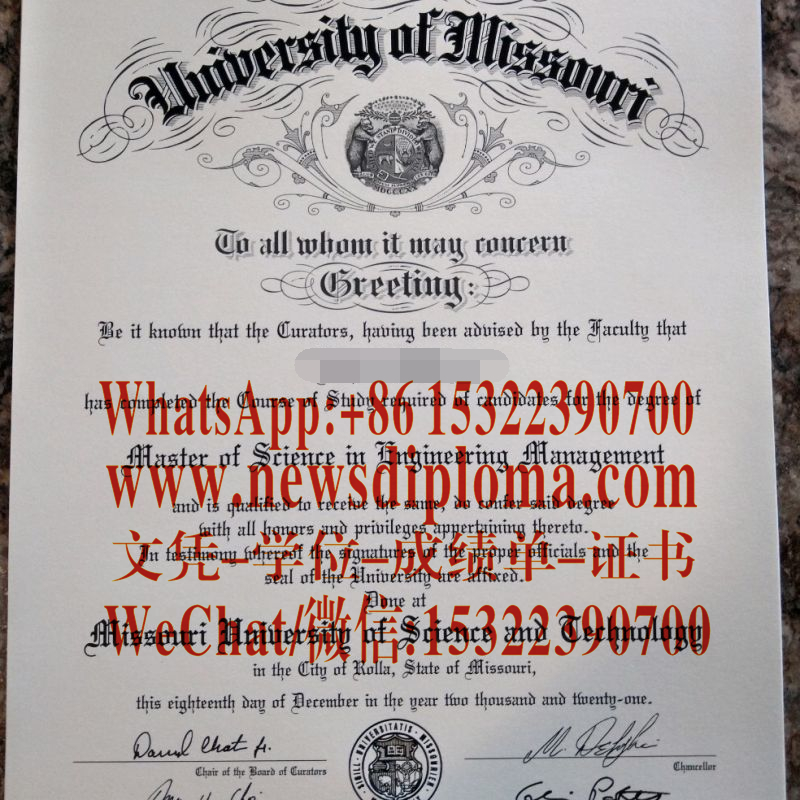 University of Missouri
To all whom it may concern
Greeting:
Be it known that the Curators, having been advised by the Faculty that
has completed the Course of Study required of candidates for the degree of
WhatsApp:+86 15322390700
Master of Science in Engineering Management
www.newsdiploma.com
and is qualified to receive the same, do confer said degree
with all honors and privileges appertaining thereto.
文凭–学位–成绩单–证书
In testimony whereof the signatures of the proper officials and the
seal of the University are affixed.
Done at
WeChat/微信:15322390700
Missouri University of Science and Technology
in the City of Rolla, State of Missouri,
this eighteenth day of December in the year two thousand and twenty-one.
Chair of the Board of Curators
Chancellor